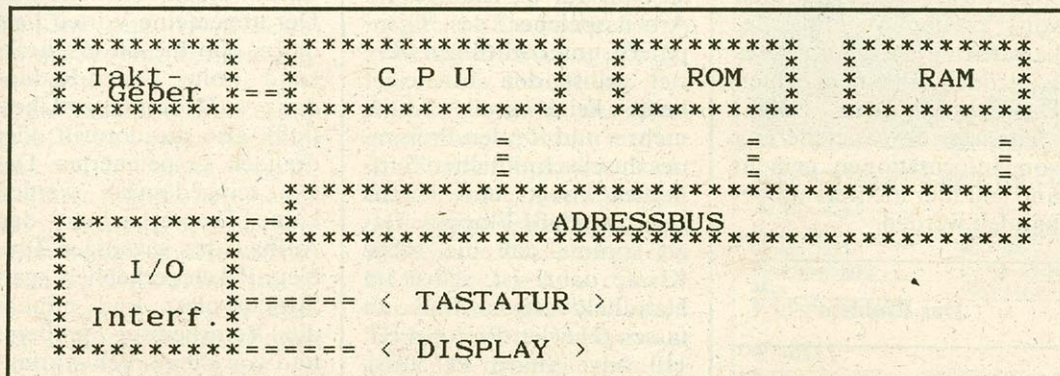 Takt- C P U ROM RAM
Geber
ADRESSBUS
I/O
Interf.
< TASTATUR >
< DISPLAY >